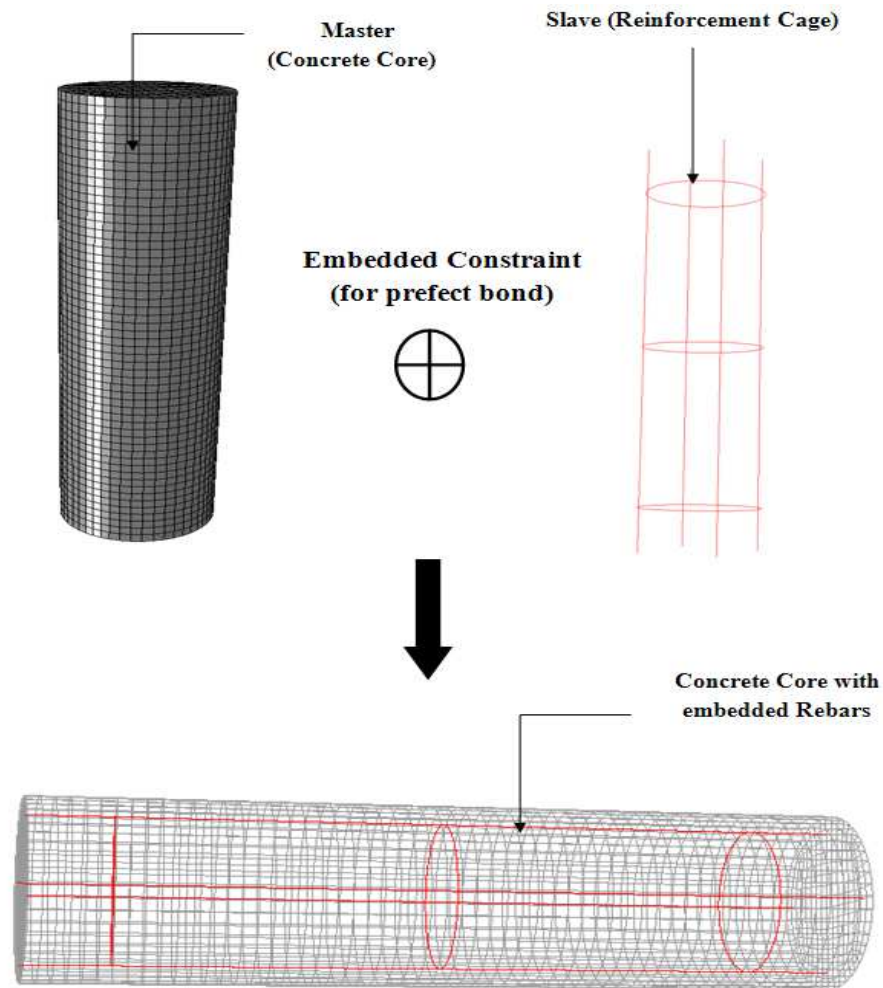 Master
(Concrete Core)
Slave (Reinforcement Cage)
Embedded Constraint
(for prefect bond)
Concrete Core with
embedded Rebars